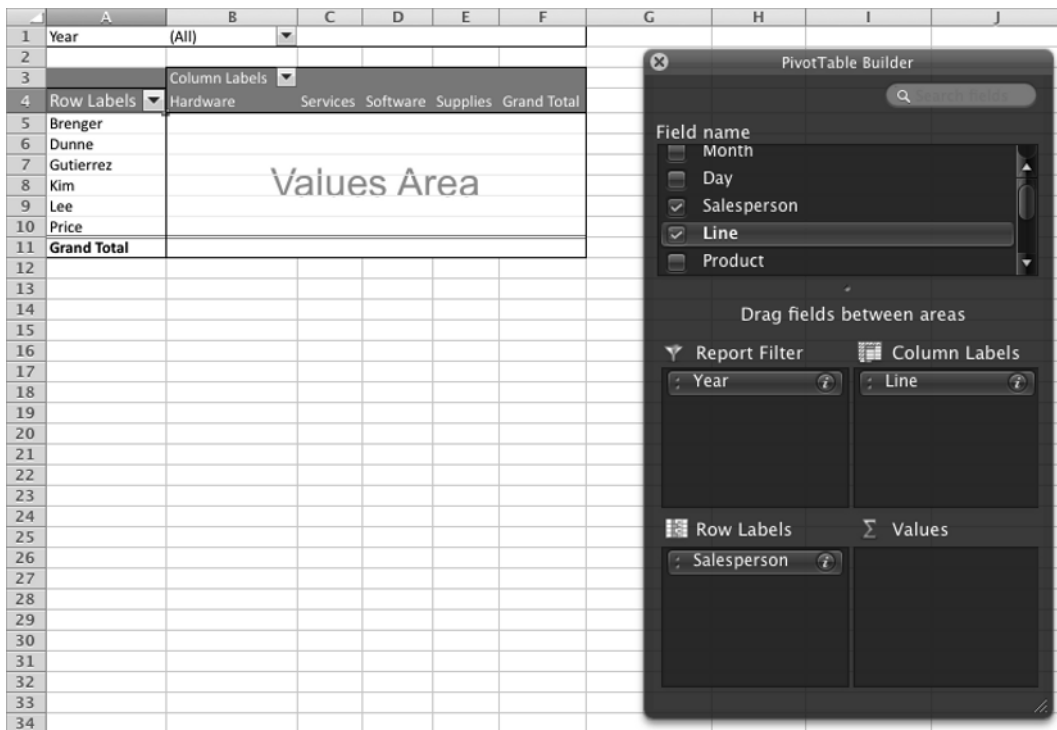 A B C D E F G H I J
1 Year (All)
2
3 Column Labels
4 Row Labels Hardware Services Software Supplies Grand Total
5 Brenger
6 Dunne
7 Gutierrez
8 Kim
9 Lee
10 Price
11 Grand Total
12
13
14
15
16
17
18
19
20
21
22
23
24
25
26
27
28
29
30
31
32
33
34
Values Area
PivotTable Builder
Search fields
Field name
Month
Day
Salesperson
Line
Product
Drag fields between areas
Report Filter
Column Labels
Year
Line
Row Labels
Σ Values
Salesperson